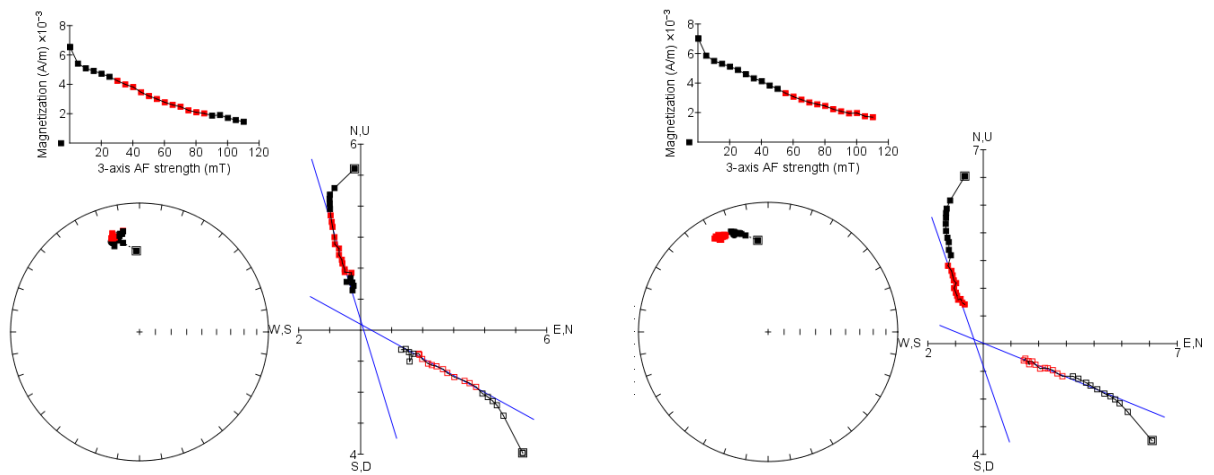 8
6
4
2
Magnetization (A/m) ×10⁻³
20 40 60 80 100 120
3-axis AF strength (mT)
N,U
6
W,S
2
E,N
6
4
S,D
8
6
4
2
Magnetization (A/m) ×10⁻³
20 40 60 80 100 120
3-axis AF strength (mT)
N,U
7
W,S
2
E,N
7
4
S,D